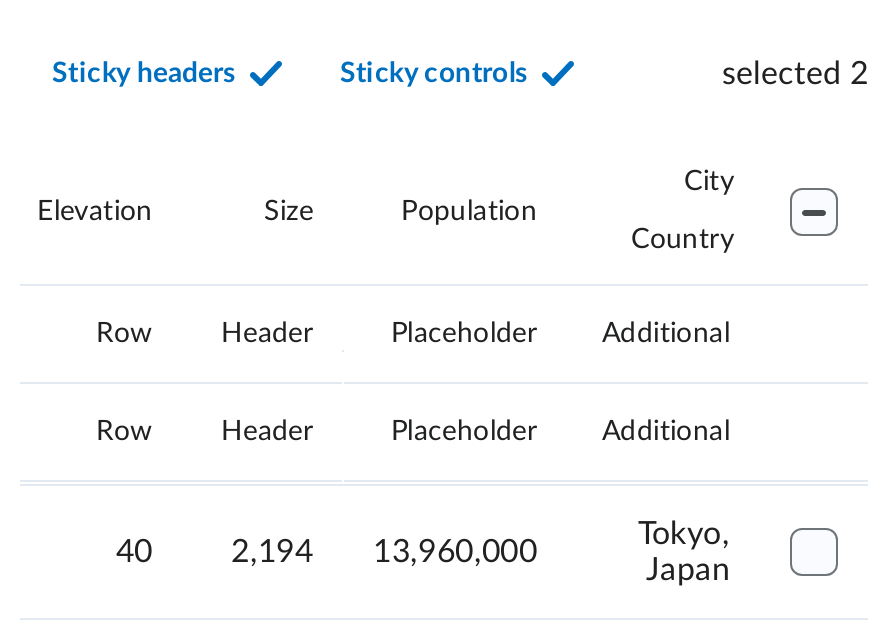 Sticky headers Sticky controls selected 2
Elevation Size Population City
Country
Row Header Placeholder Additional
Row Header Placeholder Additional
40 2,194 13,960,000 Tokyo,
Japan